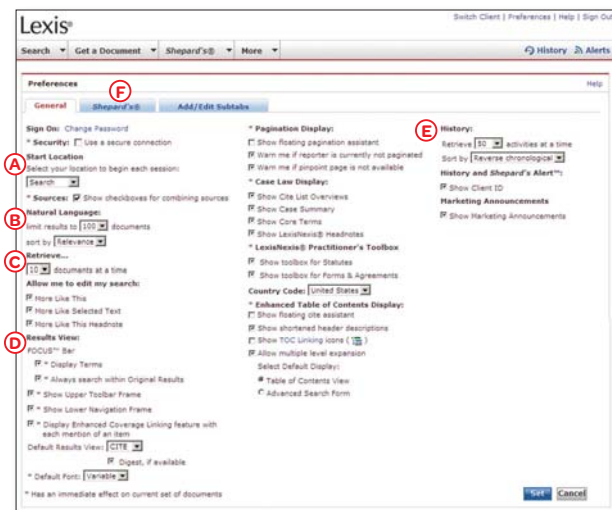 Switch Client | Preferences | Help | Sign Out
Lexis®
Search Get a Document Shepard's® More History Alerts
Preferences Help
F
General Shepard's® Add/Edit Subtabs
Sign On: Change Password
* Security: Use a secure connection
A Start Location
Select your location to begin each session:
Search
* Sources: Show checkboxes for combining sources
B Natural Language:
limit results to 100 documents
sort by Relevance
C Retrieve...
10 documents at a time
Allow me to edit my search:
More Like This
More Like Selected Text
More Like This Headnote
D Results View:
FOCUS™ Bar
* Display Terms
* Always search within Original Results
* Show Upper Toolbar Frame
* Show Lower Navigation Frame
* Display Enhanced Coverage Linking feature with
each mention of an item
Default Results View: CITE
Digest, if available
* Default Font: Variable
* Has an immediate effect on current set of documents
* Pagination Display:
Show floating pagination assistant
Warn me if reporter is currently not paginated
Warn me if pinpoint page is not available
* Case Law Display:
Show Cite List Overviews
Show Case Summary
Show Core Terms
Show LexisNexis® Headnotes
* LexisNexis® Practitioner's Toolbox
Show toolbox for Statutes
Show toolbox for Forms & Agreements
Country Code: United States
* Enhanced Table of Contents Display:
Show floating cite assistant
Show shortened header descriptions
Show TOC Linking icons ( )
Allow multiple level expansion
Select Default Display:
Table of Contents View
Advanced Search Form
E History:
Retrieve 50 activities at a time
Sort by Reverse chronological
History and Shepard's Alert™:
Show Client ID
Marketing Announcements
Show Marketing Announcements
Set Cancel